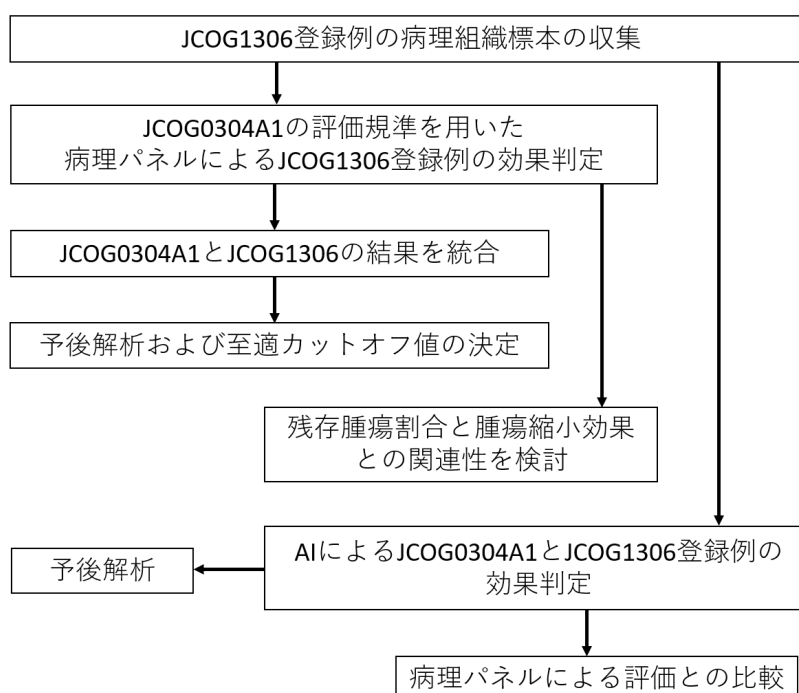 JCOG1306登録例の病理組織標本の収集
JCOG0304A1の評価規準を用いた
病理パネルによるJCOG1306登録例の効果判定
JCOG0304A1とJCOG1306の結果を統合
予後解析および至適カットオフ値の決定
残存腫瘍割合と腫瘍縮小効果
との関連性を検討
AIによるJCOG0304A1とJCOG1306登録例の
効果判定
予後解析
病理パネルによる評価との比較